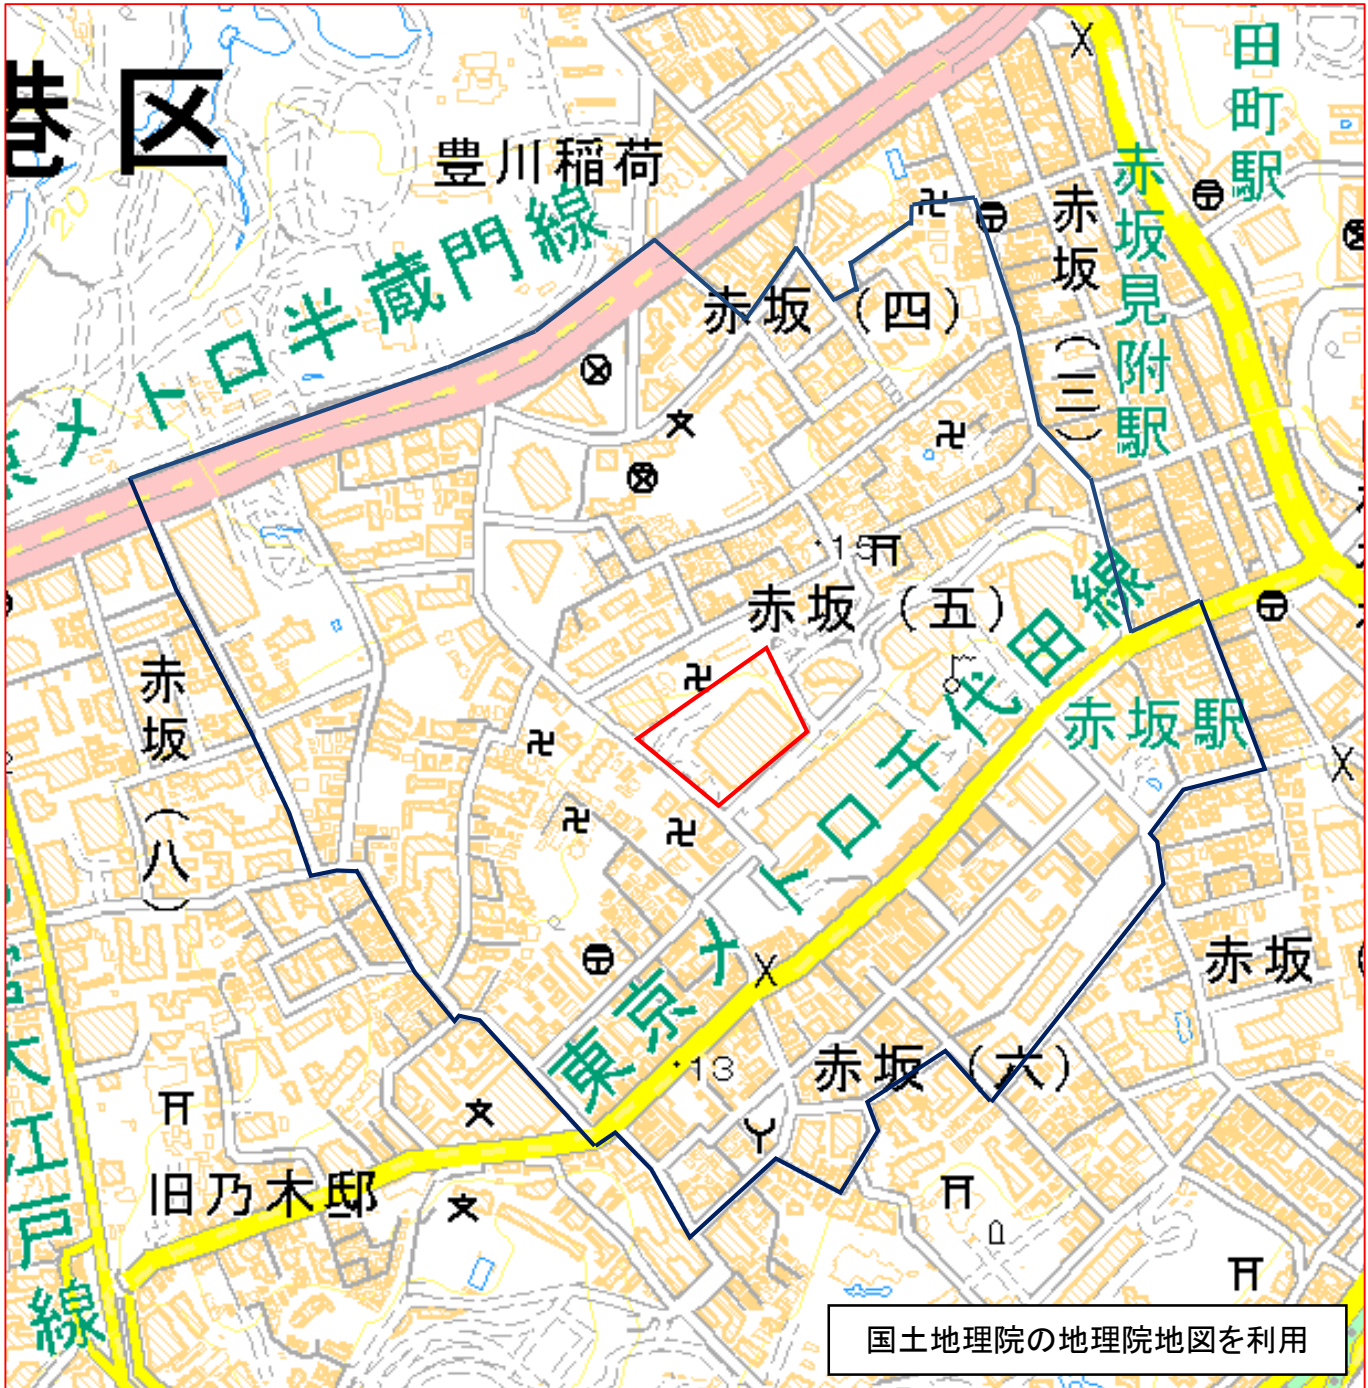 港区
豊川稲荷
田町駅
赤坂見附駅
赤坂（三）
メトロ半蔵門線
赤坂（四）
15
赤坂（五）
赤坂（八）
赤坂駅
東京メトロ千代田線
赤坂
赤坂（六）
13
20
旧乃木邸
大江戸線
国土地理院の地理院地図を利用